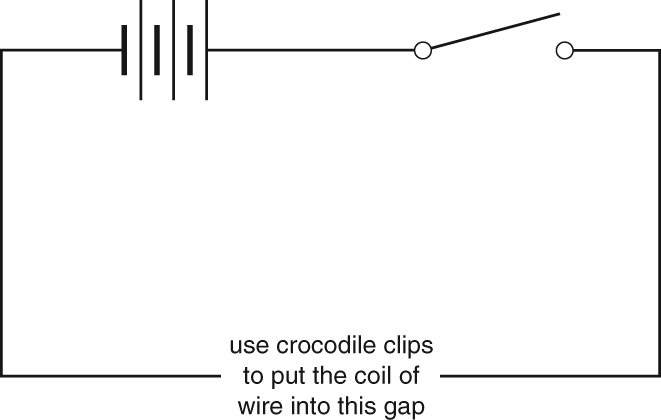 use crocodile clips
to put the coil of
wire into this gap